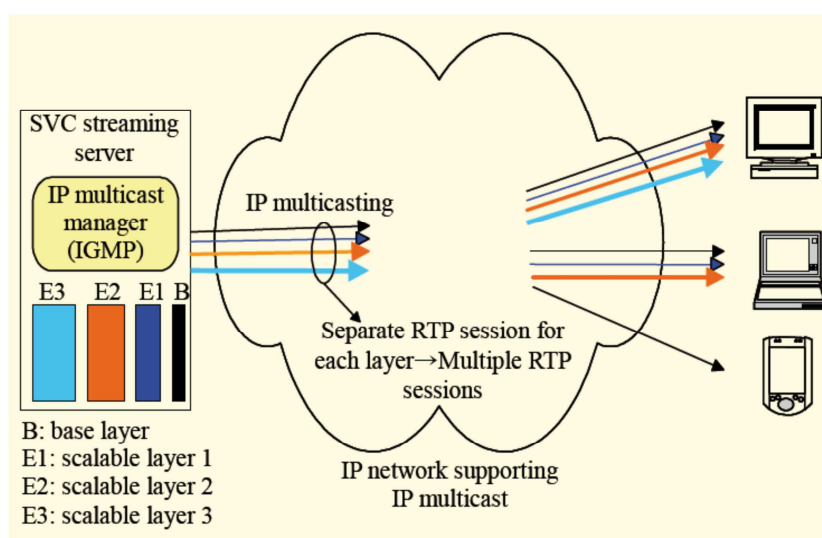 SVC streaming
server
IP multicast
manager
(IGMP)
E3 E2 E1 B
B: base layer
E1: scalable layer 1
E2: scalable layer 2
E3: scalable layer 3
IP multicasting
Separate RTP session for
each layer→Multiple RTP
sessions
IP network supporting
IP multicast